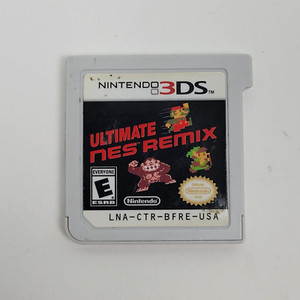 NINTENDO 3DS
ULTIMATE
NES REMIX
EVERYONE
E
ESRB
Nintendo
LNA-CTR-BFRE-USA